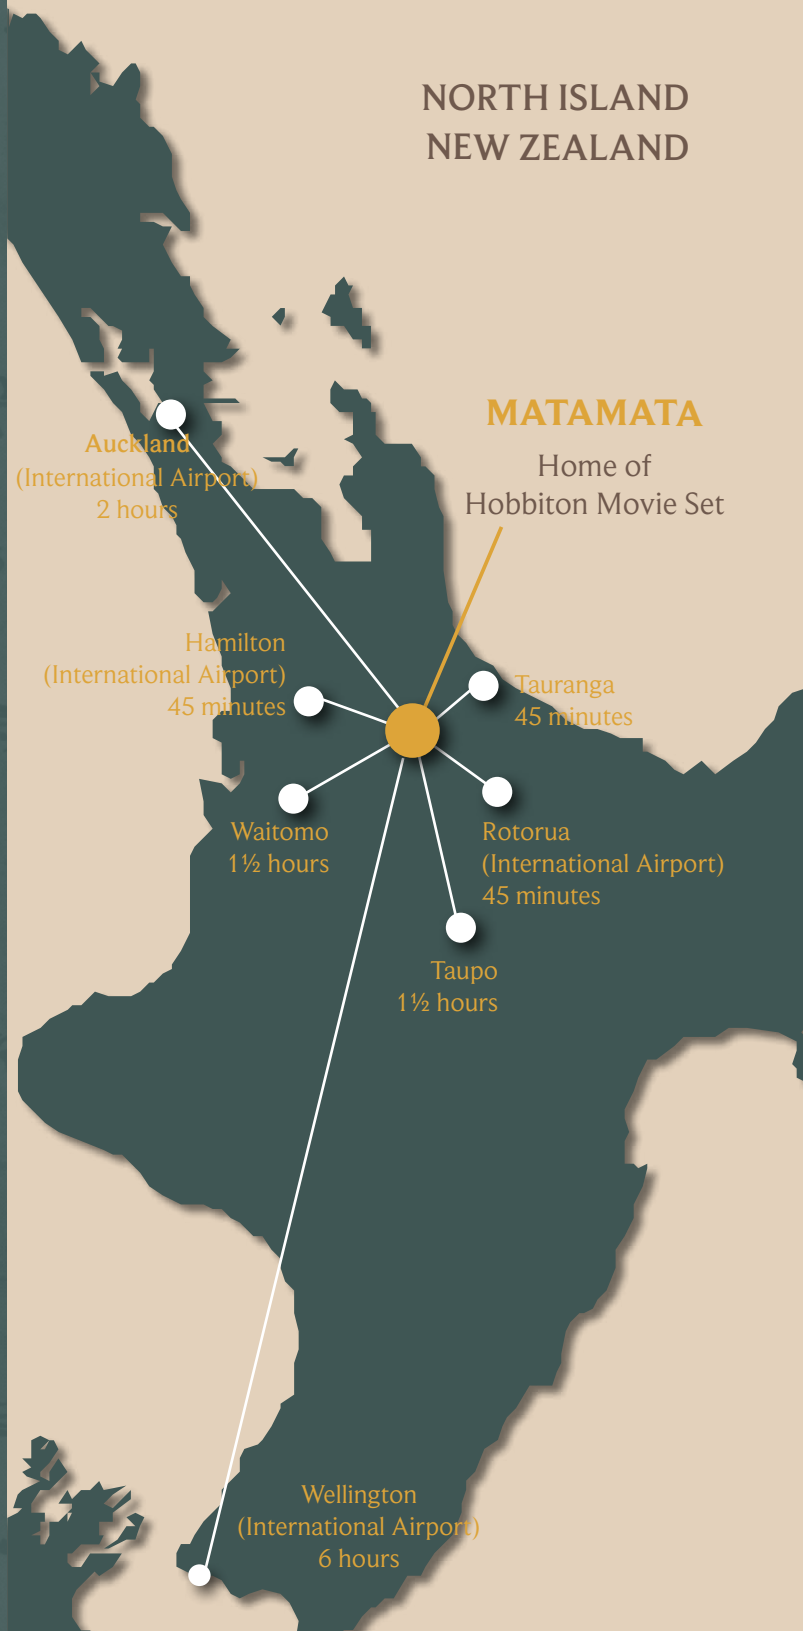 NORTH ISLAND
NEW ZEALAND
MATAMATA
Home of
Hobbiton Movie Set
Auckland
(International Airport)
2 hours
Hamilton
(International Airport)
45 minutes
Tauranga
45 minutes
Waitomo
1½ hours
Rotorua
(International Airport)
45 minutes
Taupo
1½ hours
Wellington
(International Airport)
6 hours